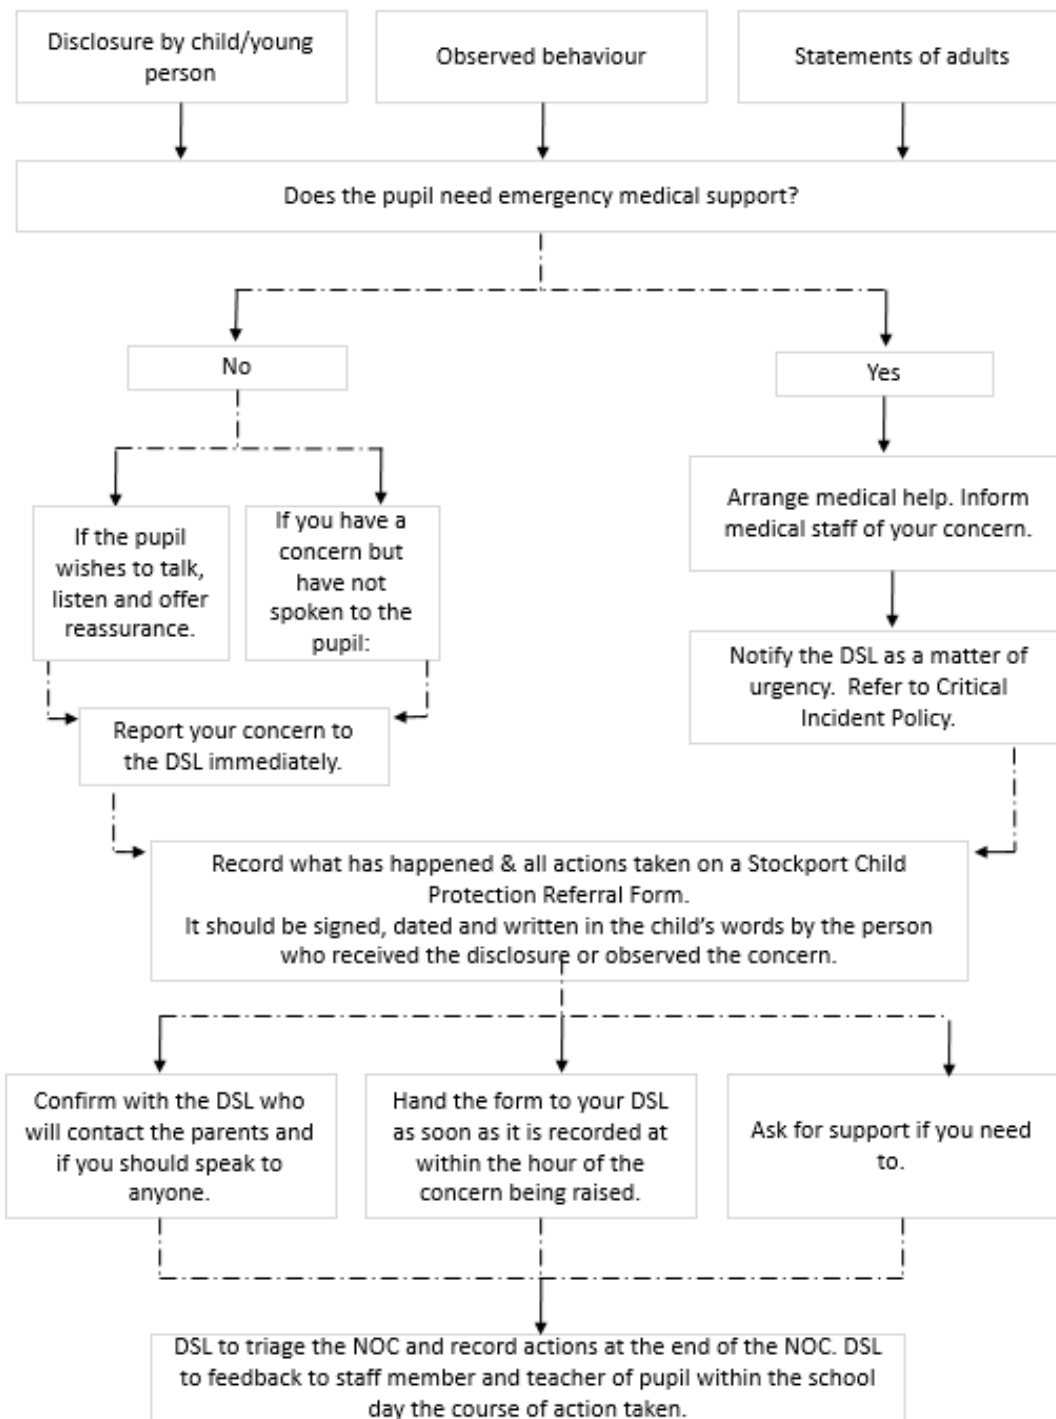 Disclosure by child/young
person
Observed behaviour
Statements of adults
Does the pupil need emergency medical support?
No
Yes
If the pupil
wishes to talk,
listen and offer
reassurance.
If you have a
concern but
have not
spoken to the
pupil:
Arrange medical help. Inform
medical staff of your concern.
Notify the DSL as a matter of
urgency.  Refer to Critical
Incident Policy.
Report your concern to
the DSL immediately.
Record what has happened & all actions taken on a Stockport Child
Protection Referral Form.
It should be signed, dated and written in the child's words by the person
who received the disclosure or observed the concern.
Confirm with the DSL who
will contact the parents and
if you should speak to
anyone.
Hand the form to your DSL
as soon as it is recorded at
within the hour of the
concern being raised.
Ask for support if you need
to.
DSL to triage the NOC and record actions at the end of the NOC. DSL
to feedback to staff member and teacher of pupil within the school
day the course of action taken.